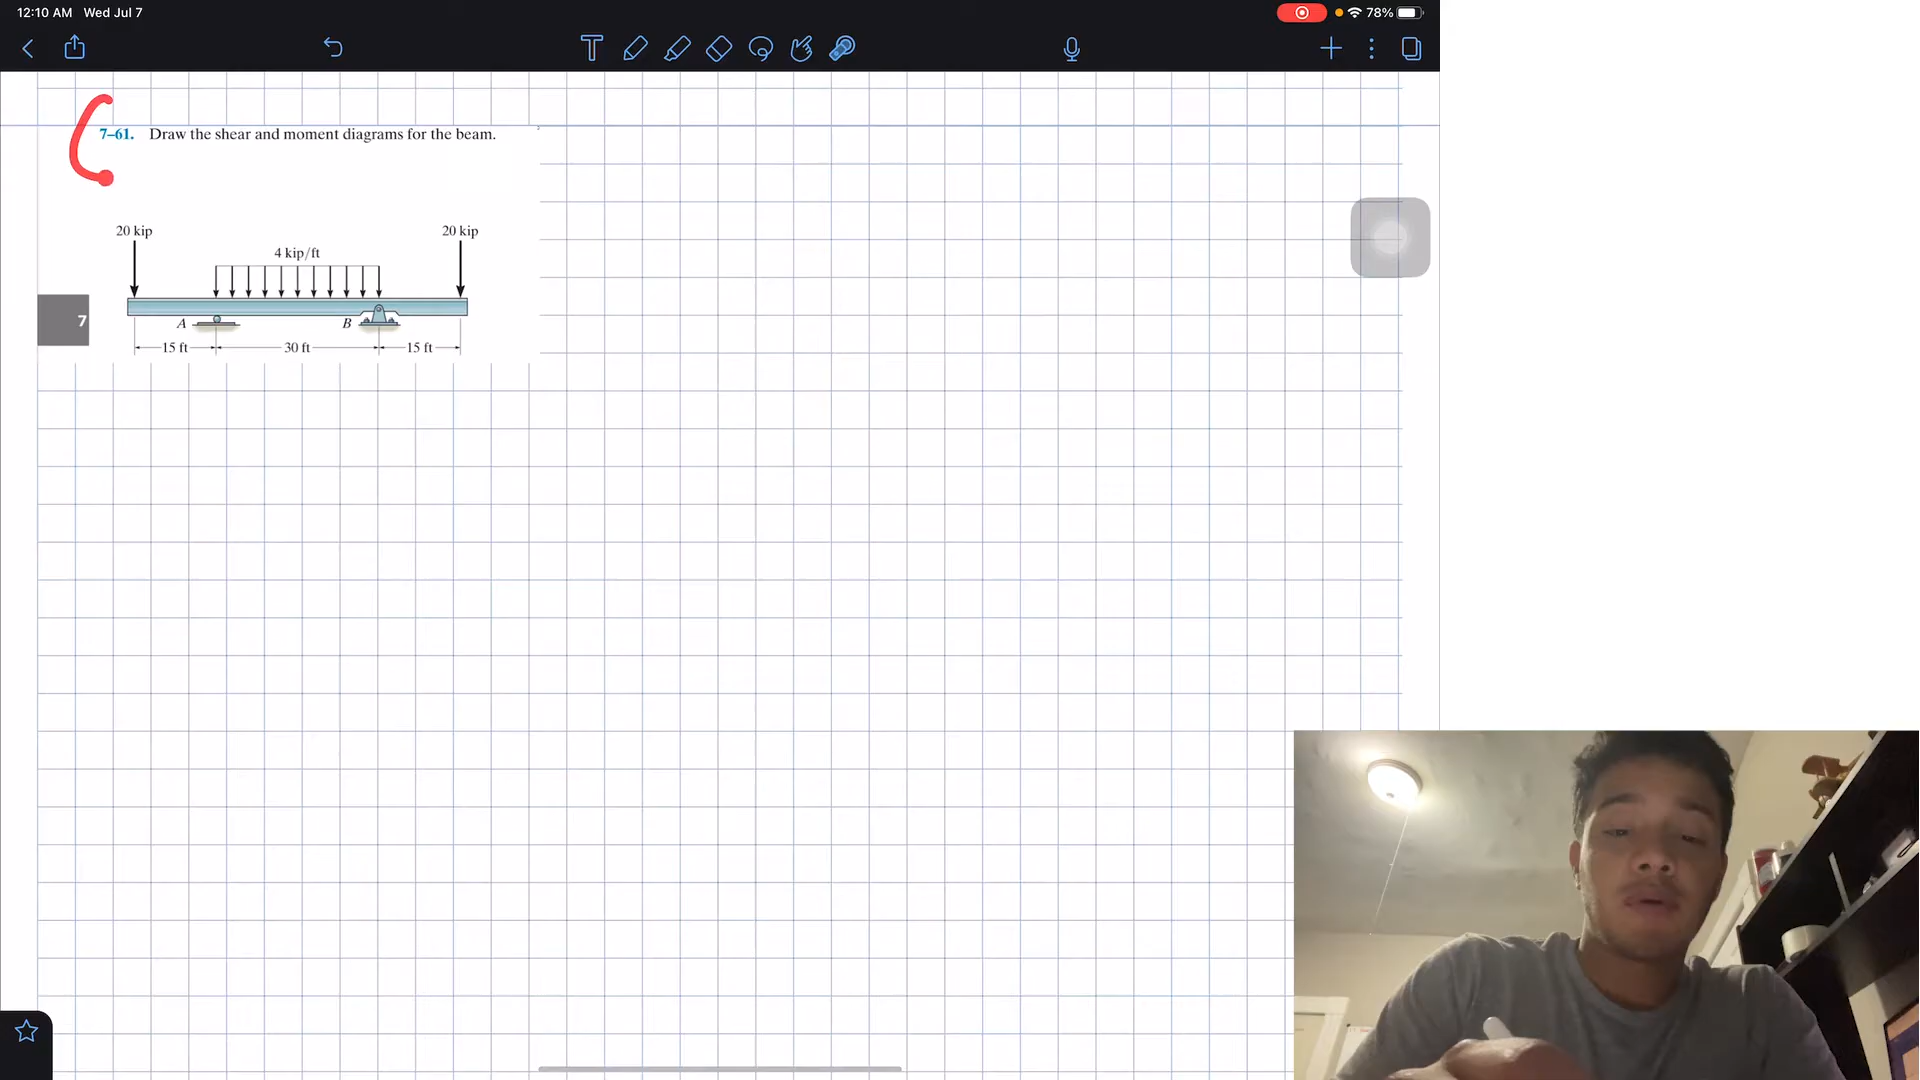 12:10 AM Wed Jul 7
78%
7–61. Draw the shear and moment diagrams for the beam.
20 kip
20 kip
4 kip/ft
7
A
B
15 ft
30 ft
15 ft